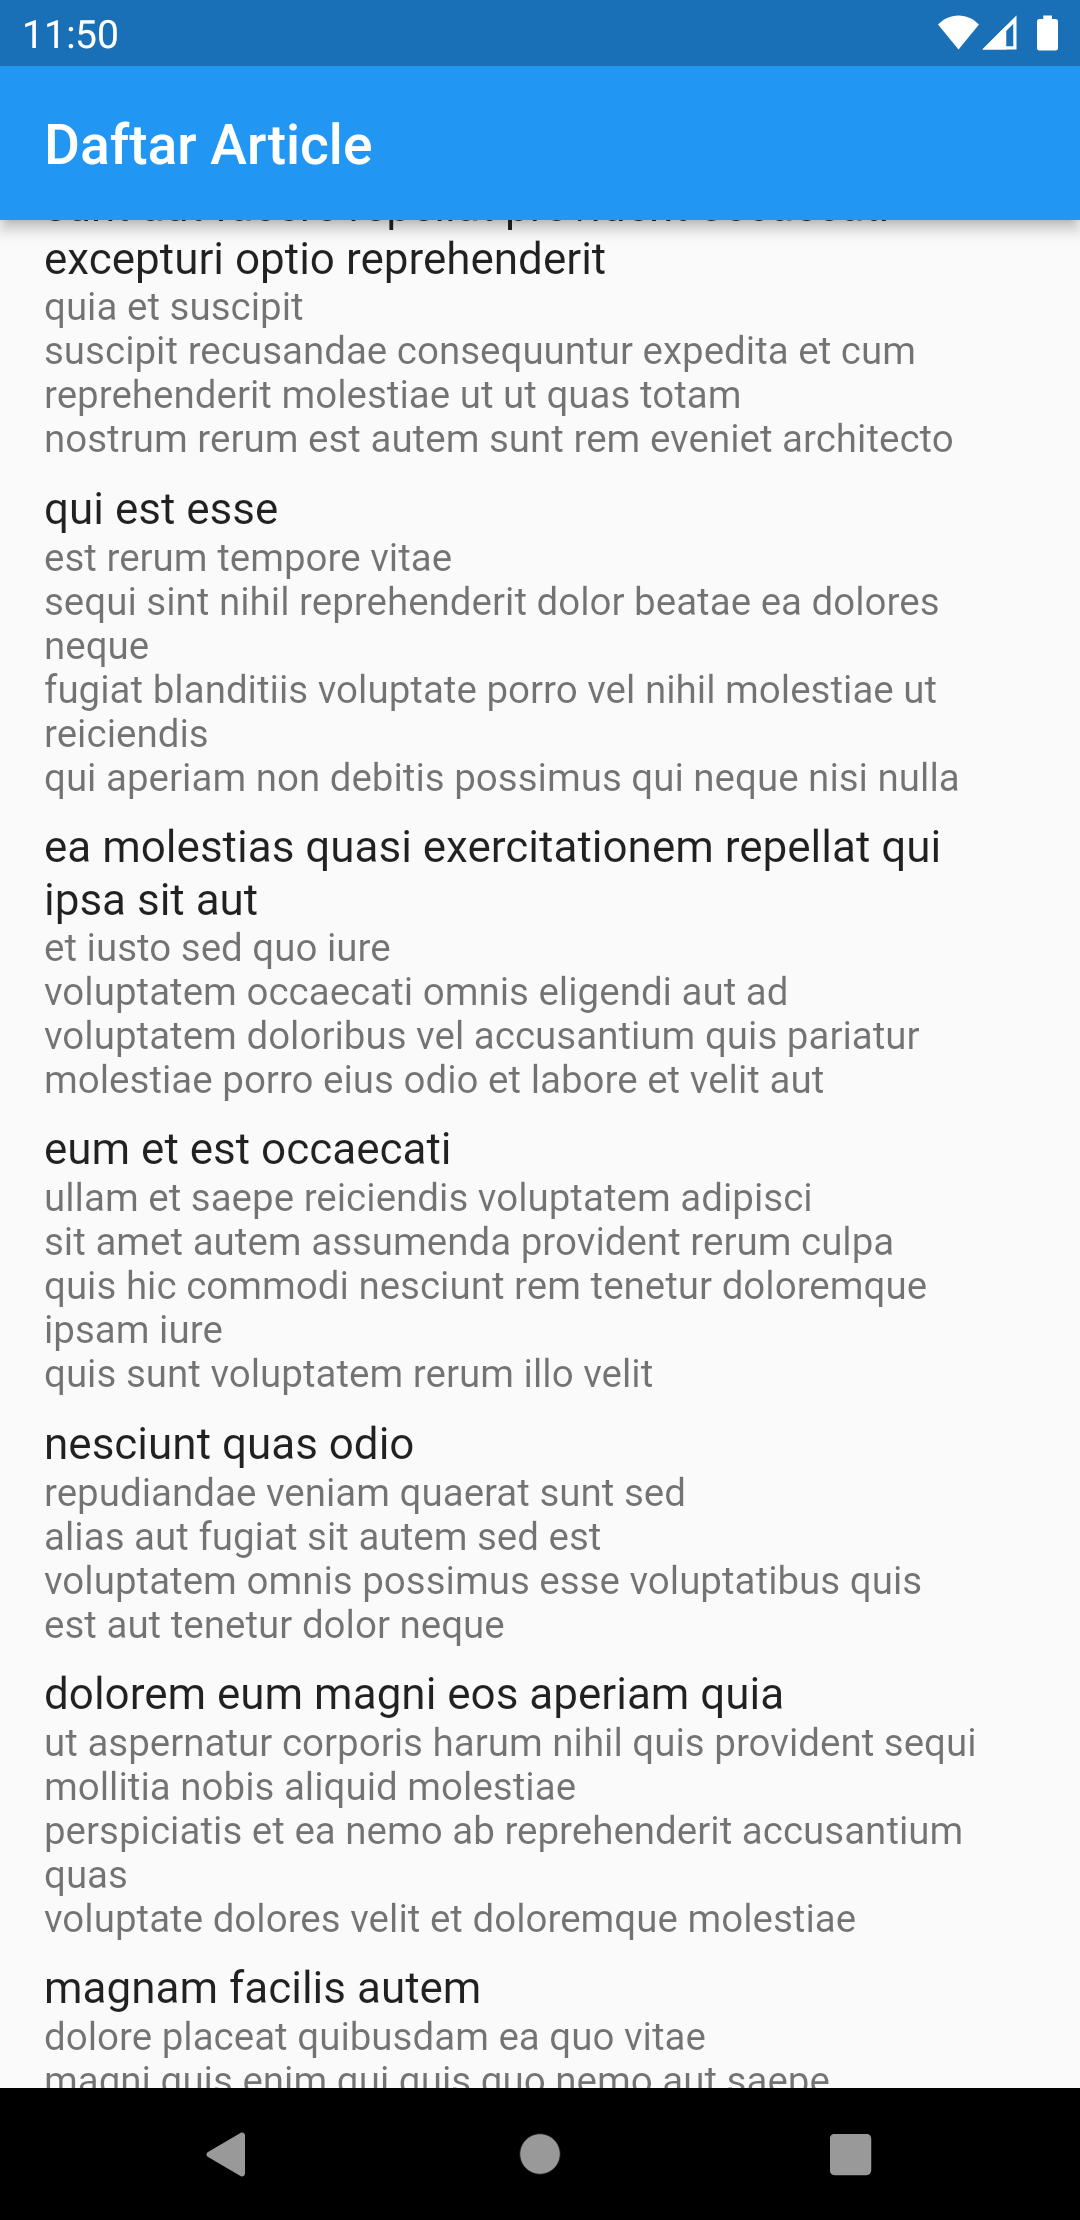 11:50
Daftar Article
excepturi optio reprehenderit
quia et suscipit
suscipit recusandae consequuntur expedita et cum
reprehenderit molestiae ut ut quas totam
nostrum rerum est autem sunt rem eveniet architecto
qui est esse
est rerum tempore vitae
sequi sint nihil reprehenderit dolor beatae ea dolores
neque
fugiat blanditiis voluptate porro vel nihil molestiae ut
reiciendis
qui aperiam non debitis possimus qui neque nisi nulla
ea molestias quasi exercitationem repellat qui
ipsa sit aut
et iusto sed quo iure
voluptatem occaecati omnis eligendi aut ad
voluptatem doloribus vel accusantium quis pariatur
molestiae porro eius odio et labore et velit aut
eum et est occaecati
ullam et saepe reiciendis voluptatem adipisci
sit amet autem assumenda provident rerum culpa
quis hic commodi nesciunt rem tenetur doloremque
ipsam iure
quis sunt voluptatem rerum illo velit
nesciunt quas odio
repudiandae veniam quaerat sunt sed
alias aut fugiat sit autem sed est
voluptatem omnis possimus esse voluptatibus quis
est aut tenetur dolor neque
dolorem eum magni eos aperiam quia
ut aspernatur corporis harum nihil quis provident sequi
mollitia nobis aliquid molestiae
perspiciatis et ea nemo ab reprehenderit accusantium
quas
voluptate dolores velit et doloremque molestiae
magnam facilis autem
dolore placeat quibusdam ea quo vitae
magni quis enim qui quis quo nemo aut saepe